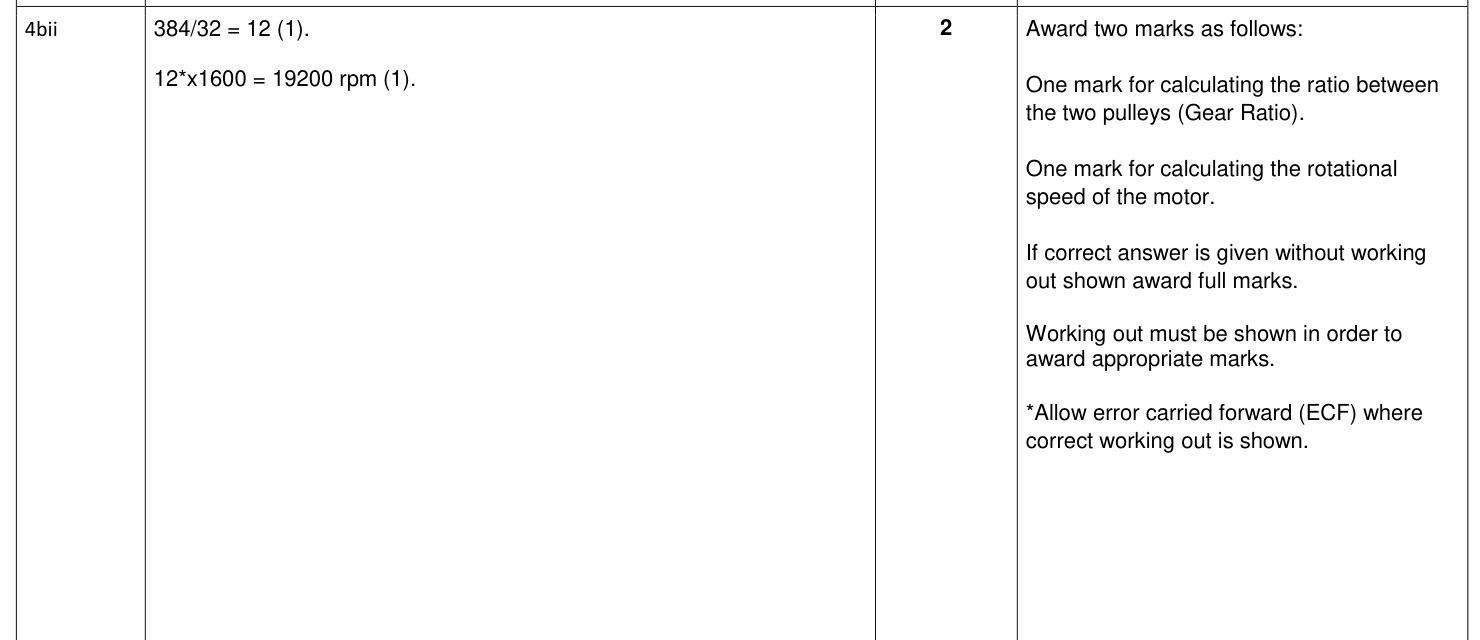 4bii
384/32 = 12 (1).
12*x1600 = 19200 rpm (1).
2
Award two marks as follows:
One mark for calculating the ratio between
the two pulleys (Gear Ratio).
One mark for calculating the rotational
speed of the motor.
If correct answer is given without working
out shown award full marks.
Working out must be shown in order to
award appropriate marks.
*Allow error carried forward (ECF) where
correct working out is shown.